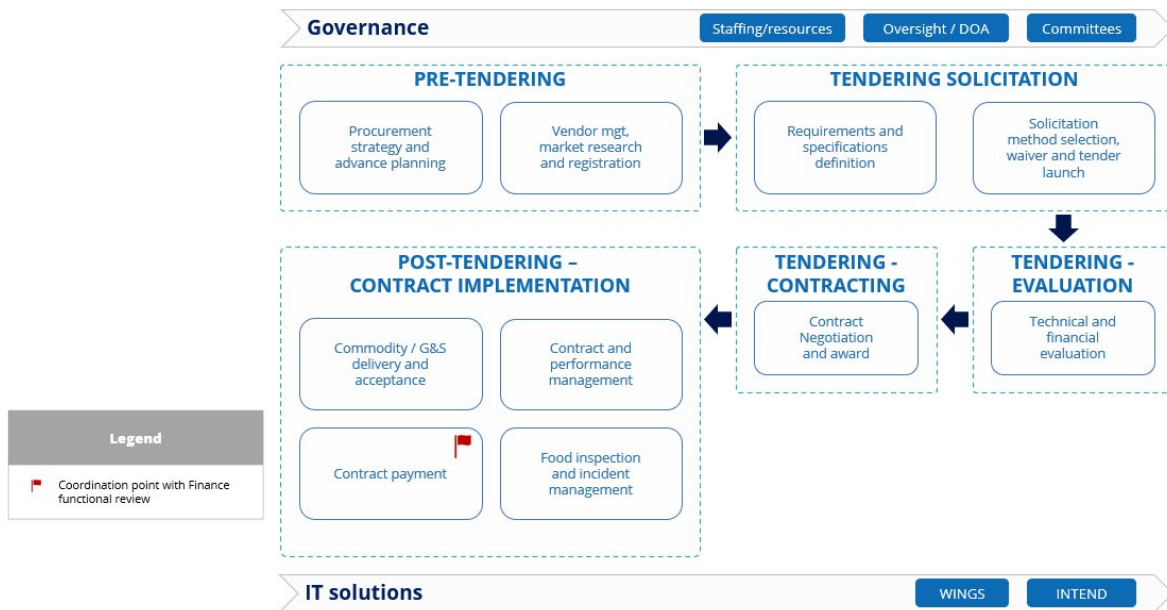 Governance
Staffing/resources
Oversight / DOA
Committees
PRE-TENDERING
Procurement
strategy and
advance planning
Vendor mgt,
market research
and registration
TENDERING SOLICITATION
Requirements and
specifications
definition
Solicitation
method selection,
waiver and tender
launch
POST-TENDERING –
CONTRACT IMPLEMENTATION
Commodity / G&S
delivery and
acceptance
Contract and
performance
management
Contract payment
Food inspection
and incident
management
TENDERING -
CONTRACTING
Contract
Negotiation
and award
TENDERING -
EVALUATION
Technical and
financial
evaluation
Legend
Coordination point with Finance
functional review
IT solutions
WINGS
INTEND